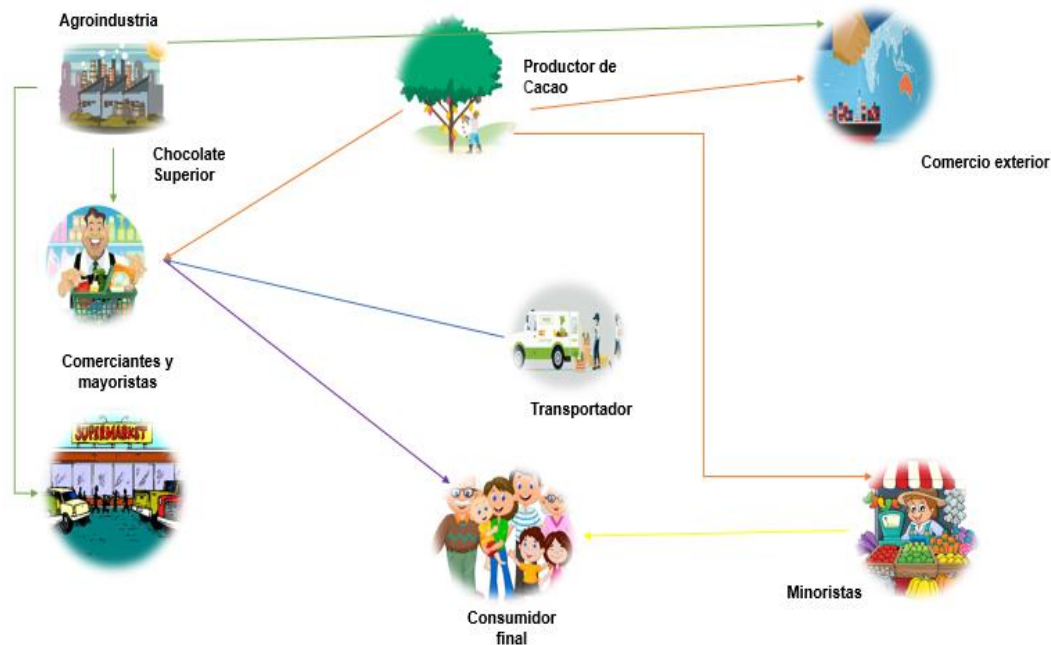 Agroindustria
Productor de
Cacao
Comercio exterior
Chocolate
Superior
Comerciantes y
mayoristas
Transportador
SUPERMARKET
Minoristas
Consumidor
final